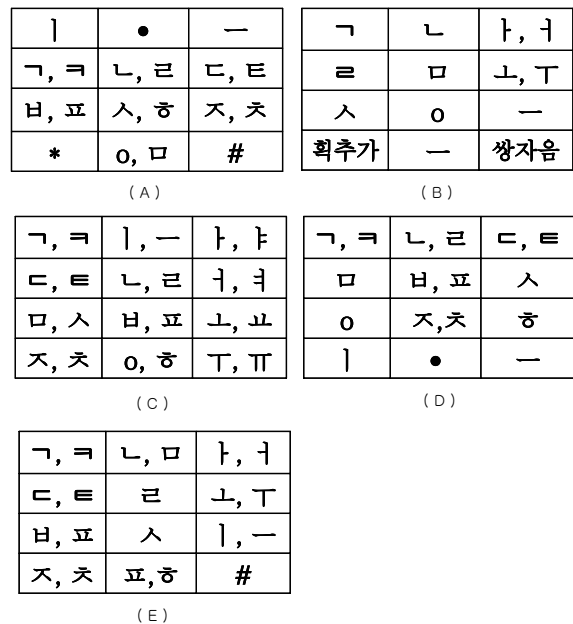 ㅣ ● ㅡ
ㄱ, ㅋ ㄴ, ㄹ ㄷ, ㅌ
ㅂ, ㅍ ㅅ, ㅎ ㅈ, ㅊ
* ㅇ, ㅁ #
( A )
ㄱ ㄴ ㅏ, ㅓ
ㄹ ㅁ ㅗ, ㅜ
ㅅ ㅇ ㅡ
획추가 ㅡ 쌍자음
( B )
ㄱ, ㅋ ㅣ, ㅡ ㅏ, ㅑ
ㄷ, ㅌ ㄴ, ㄹ ㅓ, ㅕ
ㅁ, ㅅ ㅂ, ㅍ ㅗ, ㅛ
ㅈ, ㅊ ㅇ, ㅎ ㅜ, ㅠ
( C )
ㄱ, ㅋ ㄴ, ㄹ ㄷ, ㅌ
ㅁ ㅂ, ㅍ ㅅ
ㅇ ㅈ,ㅊ ㅎ
ㅣ ● ㅡ
( D )
ㄱ, ㅋ ㄴ, ㅁ ㅏ, ㅓ
ㄷ, ㅌ ㄹ ㅗ, ㅜ
ㅂ, ㅍ ㅅ ㅣ, ㅡ
ㅈ, ㅊ ㅍ,ㅎ #
( E )